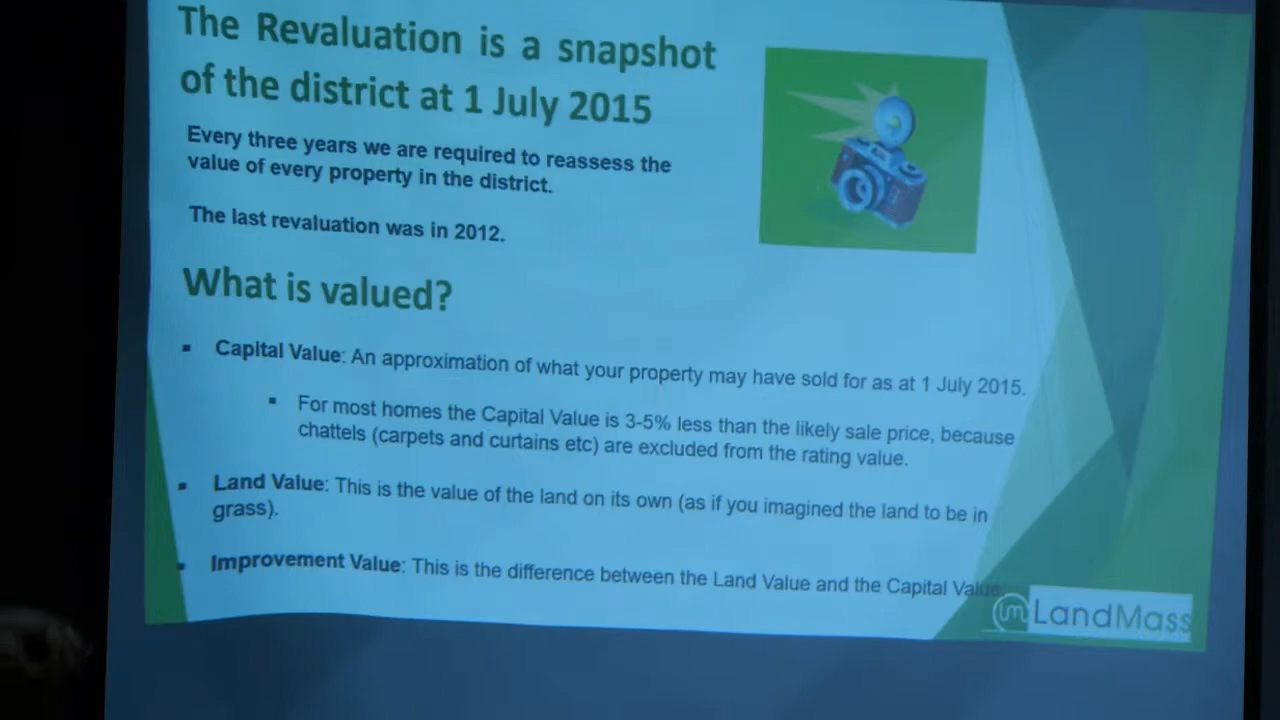 The Revaluation is a snapshot
of the district at 1 July 2015
Every three years we are required to reassess the
value of every property in the district.
The last revaluation was in 2012.
What is valued?
▪ Capital Value: An approximation of what your property may have sold for as at 1 July 2015.
▪ For most homes the Capital Value is 3-5% less than the likely sale price, because
chattels (carpets and curtains etc) are excluded from the rating value.
▪ Land Value: This is the value of the land on its own (as if you imagined the land to be in
grass).
▪ Improvement Value: This is the difference between the Land Value and the Capital Value.
lm LandMass